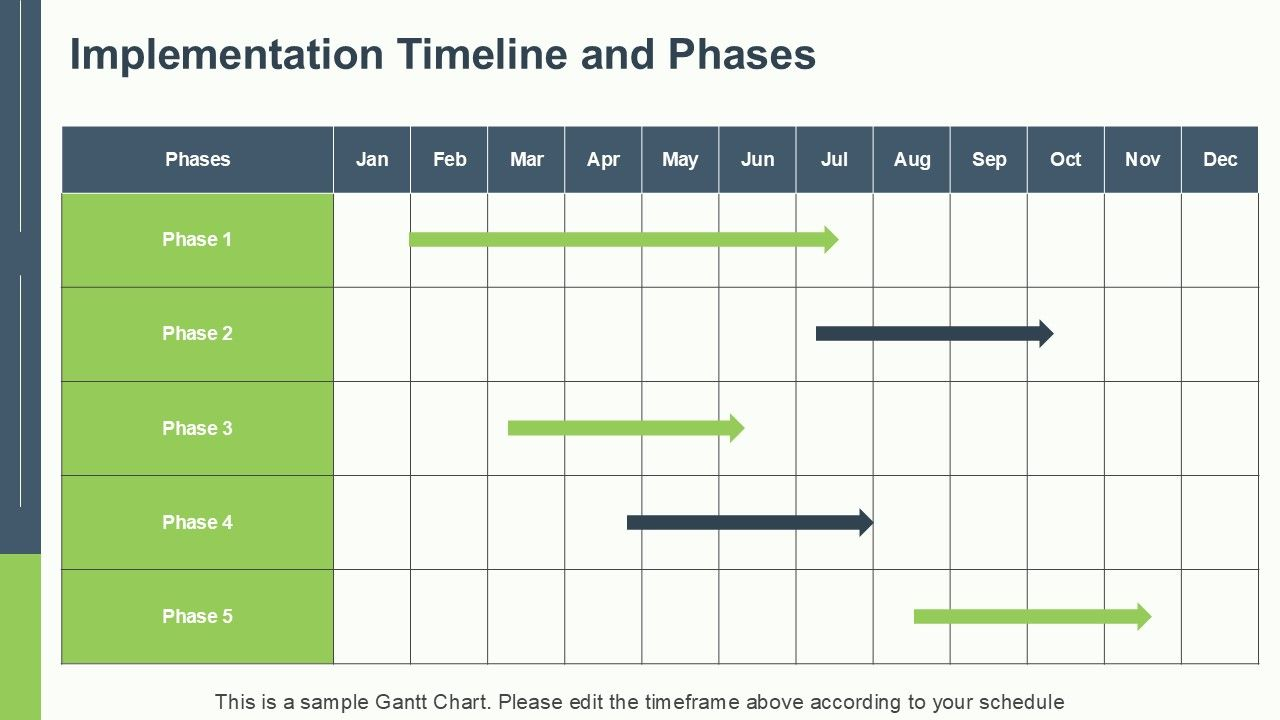 Implementation Timeline and Phases
Phases Jan Feb Mar Apr May Jun Jul Aug Sep Oct Nov Dec
Phase 1
Phase 2
Phase 3
Phase 4
Phase 5
This is a sample Gantt Chart. Please edit the timeframe above according to your schedule